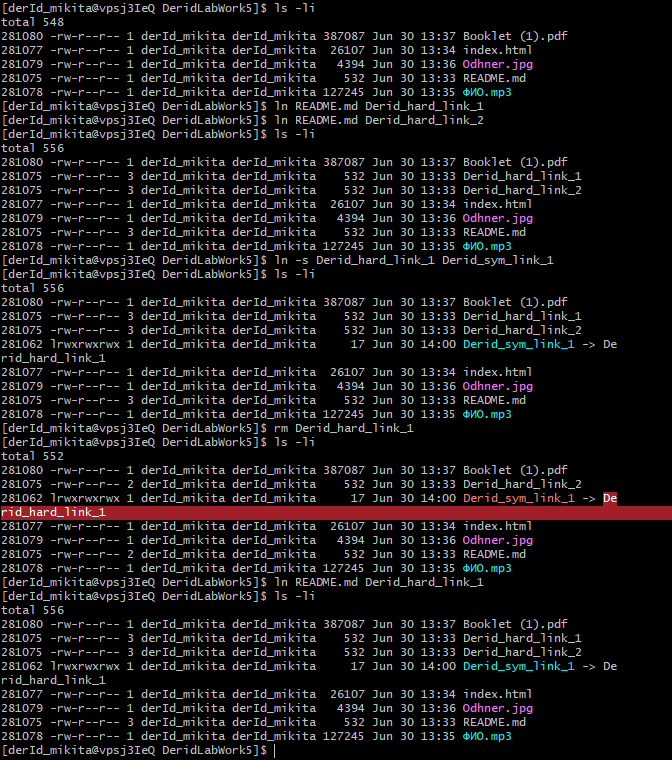 [derId_mikita@vpsj3IeQ DeridLabWork5]$ ls -li
total 548
281080 -rw-r--r-- 1 derId_mikita derId_mikita 387087 Jun 30 13:37 Booklet (1).pdf
281077 -rw-r--r-- 1 derId_mikita derId_mikita  26107 Jun 30 13:34 index.html
281079 -rw-r--r-- 1 derId_mikita derId_mikita   4394 Jun 30 13:36 Odhner.jpg
281075 -rw-r--r-- 1 derId_mikita derId_mikita    532 Jun 30 13:33 README.md
281078 -rw-r--r-- 1 derId_mikita derId_mikita 127245 Jun 30 13:35 ФИО.mp3
[derId_mikita@vpsj3IeQ DeridLabWork5]$ ln README.md Derid_hard_link_1
[derId_mikita@vpsj3IeQ DeridLabWork5]$ ln README.md Derid_hard_link_2
[derId_mikita@vpsj3IeQ DeridLabWork5]$ ls -li
total 556
281080 -rw-r--r-- 1 derId_mikita derId_mikita 387087 Jun 30 13:37 Booklet (1).pdf
281075 -rw-r--r-- 3 derId_mikita derId_mikita    532 Jun 30 13:33 Derid_hard_link_1
281075 -rw-r--r-- 3 derId_mikita derId_mikita    532 Jun 30 13:33 Derid_hard_link_2
281077 -rw-r--r-- 1 derId_mikita derId_mikita  26107 Jun 30 13:34 index.html
281079 -rw-r--r-- 1 derId_mikita derId_mikita   4394 Jun 30 13:36 Odhner.jpg
281075 -rw-r--r-- 3 derId_mikita derId_mikita    532 Jun 30 13:33 README.md
281078 -rw-r--r-- 1 derId_mikita derId_mikita 127245 Jun 30 13:35 ФИО.mp3
[derId_mikita@vpsj3IeQ DeridLabWork5]$ ln -s Derid_hard_link_1 Derid_sym_link_1
[derId_mikita@vpsj3IeQ DeridLabWork5]$ ls -li
total 556
281080 -rw-r--r-- 1 derId_mikita derId_mikita 387087 Jun 30 13:37 Booklet (1).pdf
281075 -rw-r--r-- 3 derId_mikita derId_mikita    532 Jun 30 13:33 Derid_hard_link_1
281075 -rw-r--r-- 3 derId_mikita derId_mikita    532 Jun 30 13:33 Derid_hard_link_2
281062 lrwxrwxrwx 1 derId_mikita derId_mikita     17 Jun 30 14:00 Derid_sym_link_1 -> De
rid_hard_link_1
281077 -rw-r--r-- 1 derId_mikita derId_mikita  26107 Jun 30 13:34 index.html
281079 -rw-r--r-- 1 derId_mikita derId_mikita   4394 Jun 30 13:36 Odhner.jpg
281075 -rw-r--r-- 3 derId_mikita derId_mikita    532 Jun 30 13:33 README.md
281078 -rw-r--r-- 1 derId_mikita derId_mikita 127245 Jun 30 13:35 ФИО.mp3
[derId_mikita@vpsj3IeQ DeridLabWork5]$ rm Derid_hard_link_1
[derId_mikita@vpsj3IeQ DeridLabWork5]$ ls -li
total 552
281080 -rw-r--r-- 1 derId_mikita derId_mikita 387087 Jun 30 13:37 Booklet (1).pdf
281075 -rw-r--r-- 2 derId_mikita derId_mikita    532 Jun 30 13:33 Derid_hard_link_2
281062 lrwxrwxrwx 1 derId_mikita derId_mikita     17 Jun 30 14:00 Derid_sym_link_1 -> De
rid_hard_link_1
281077 -rw-r--r-- 1 derId_mikita derId_mikita  26107 Jun 30 13:34 index.html
281079 -rw-r--r-- 1 derId_mikita derId_mikita   4394 Jun 30 13:36 Odhner.jpg
281075 -rw-r--r-- 2 derId_mikita derId_mikita    532 Jun 30 13:33 README.md
281078 -rw-r--r-- 1 derId_mikita derId_mikita 127245 Jun 30 13:35 ФИО.mp3
[derId_mikita@vpsj3IeQ DeridLabWork5]$ ln README.md Derid_hard_link_1
[derId_mikita@vpsj3IeQ DeridLabWork5]$ ls -li
total 556
281080 -rw-r--r-- 1 derId_mikita derId_mikita 387087 Jun 30 13:37 Booklet (1).pdf
281075 -rw-r--r-- 3 derId_mikita derId_mikita    532 Jun 30 13:33 Derid_hard_link_1
281075 -rw-r--r-- 3 derId_mikita derId_mikita    532 Jun 30 13:33 Derid_hard_link_2
281062 lrwxrwxrwx 1 derId_mikita derId_mikita     17 Jun 30 14:00 Derid_sym_link_1 -> De
rid_hard_link_1
281077 -rw-r--r-- 1 derId_mikita derId_mikita  26107 Jun 30 13:34 index.html
281079 -rw-r--r-- 1 derId_mikita derId_mikita   4394 Jun 30 13:36 Odhner.jpg
281075 -rw-r--r-- 3 derId_mikita derId_mikita    532 Jun 30 13:33 README.md
281078 -rw-r--r-- 1 derId_mikita derId_mikita 127245 Jun 30 13:35 ФИО.mp3
[derId_mikita@vpsj3IeQ DeridLabWork5]$